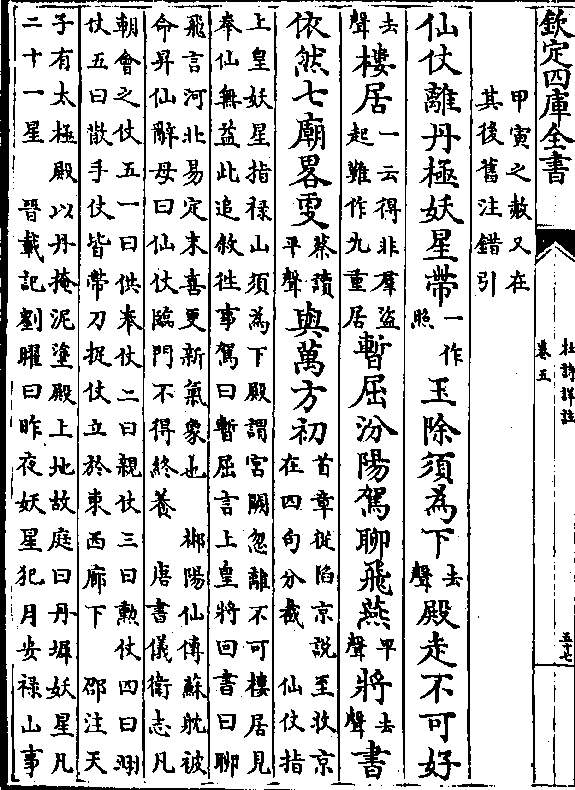 欽定四庫全書
甲寅之赦又在
其後舊注錯引
仙仗離丹極妖星帶一作照玉除須為下去聲殿走不可好
去聲樓居一云得非羣盜起難作九重居暫屈汾陽駕聊飛燕平聲將去聲書
依然七廟畧更蔡讀平聲與萬方初首章從陷京說至收京在四句分截 仙仗指
上皇妖星指祿山須為下殿謂宮闕忽離不可樓居見
奉仙無益此追敘徃事駕曰暫屈言上皇將回書曰聊
飛言河北易定末喜更新氣象也 梆陽仙傳蘇躭被
命昇仙辭母曰仙仗臨門不得終養 唐書儀衛志凡
朝會之仗五一曰供奉仗二曰親仗三曰勲仗四曰翊
仗五曰散手仗皆帶刀捉仗立於東西廊下 邵注天
子有太極殿以丹掩泥塗殿上地故庭曰丹墀妖星凡
二十一星 晉載記劉曜曰昨夜妖星犯月安祿山事
杜詩詳註
卷五
五十七